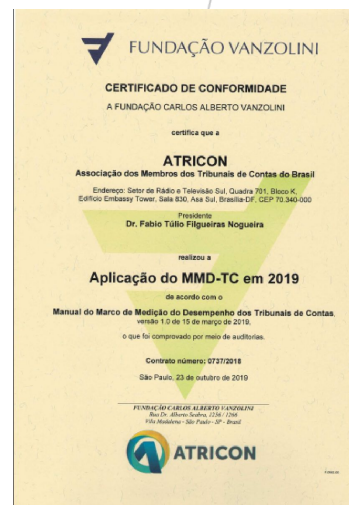 FUNDAÇÃO VANZOLINI
CERTIFICADO DE CONFORMIDADE
A FUNDAÇÃO CARLOS ALBERTO VANZOLINI
certifica que a
ATRICON
Associação dos Membros dos Tribunais de Contas do Brasil
Endereço: Setor de Rádio e Televisão Sul, Quadra 701, Bloco K,
Edifício Embassy Tower, Sala 830, Asa Sul, Brasília-DF, CEP 70.340-000
Presidente
Dr. Fabio Túlio Filgueiras Nogueira
realizou a
Aplicação do MMD-TC em 2019
de acordo com o
Manual do Marco de Medição do Desempenho dos Tribunais de Contas,
versão 1.0 de 15 de março de 2019,
o que foi comprovado por meio de auditorias.
Contrato número: 0737/2018
São Paulo, 23 de outubro de 2019
FUNDAÇÃO CARLOS ALBERTO VANZOLINI
Rua Dr. Alberto Seabra, 1256 / 1266
Vila Madalena - São Paulo - SP - Brasil
ATRICON